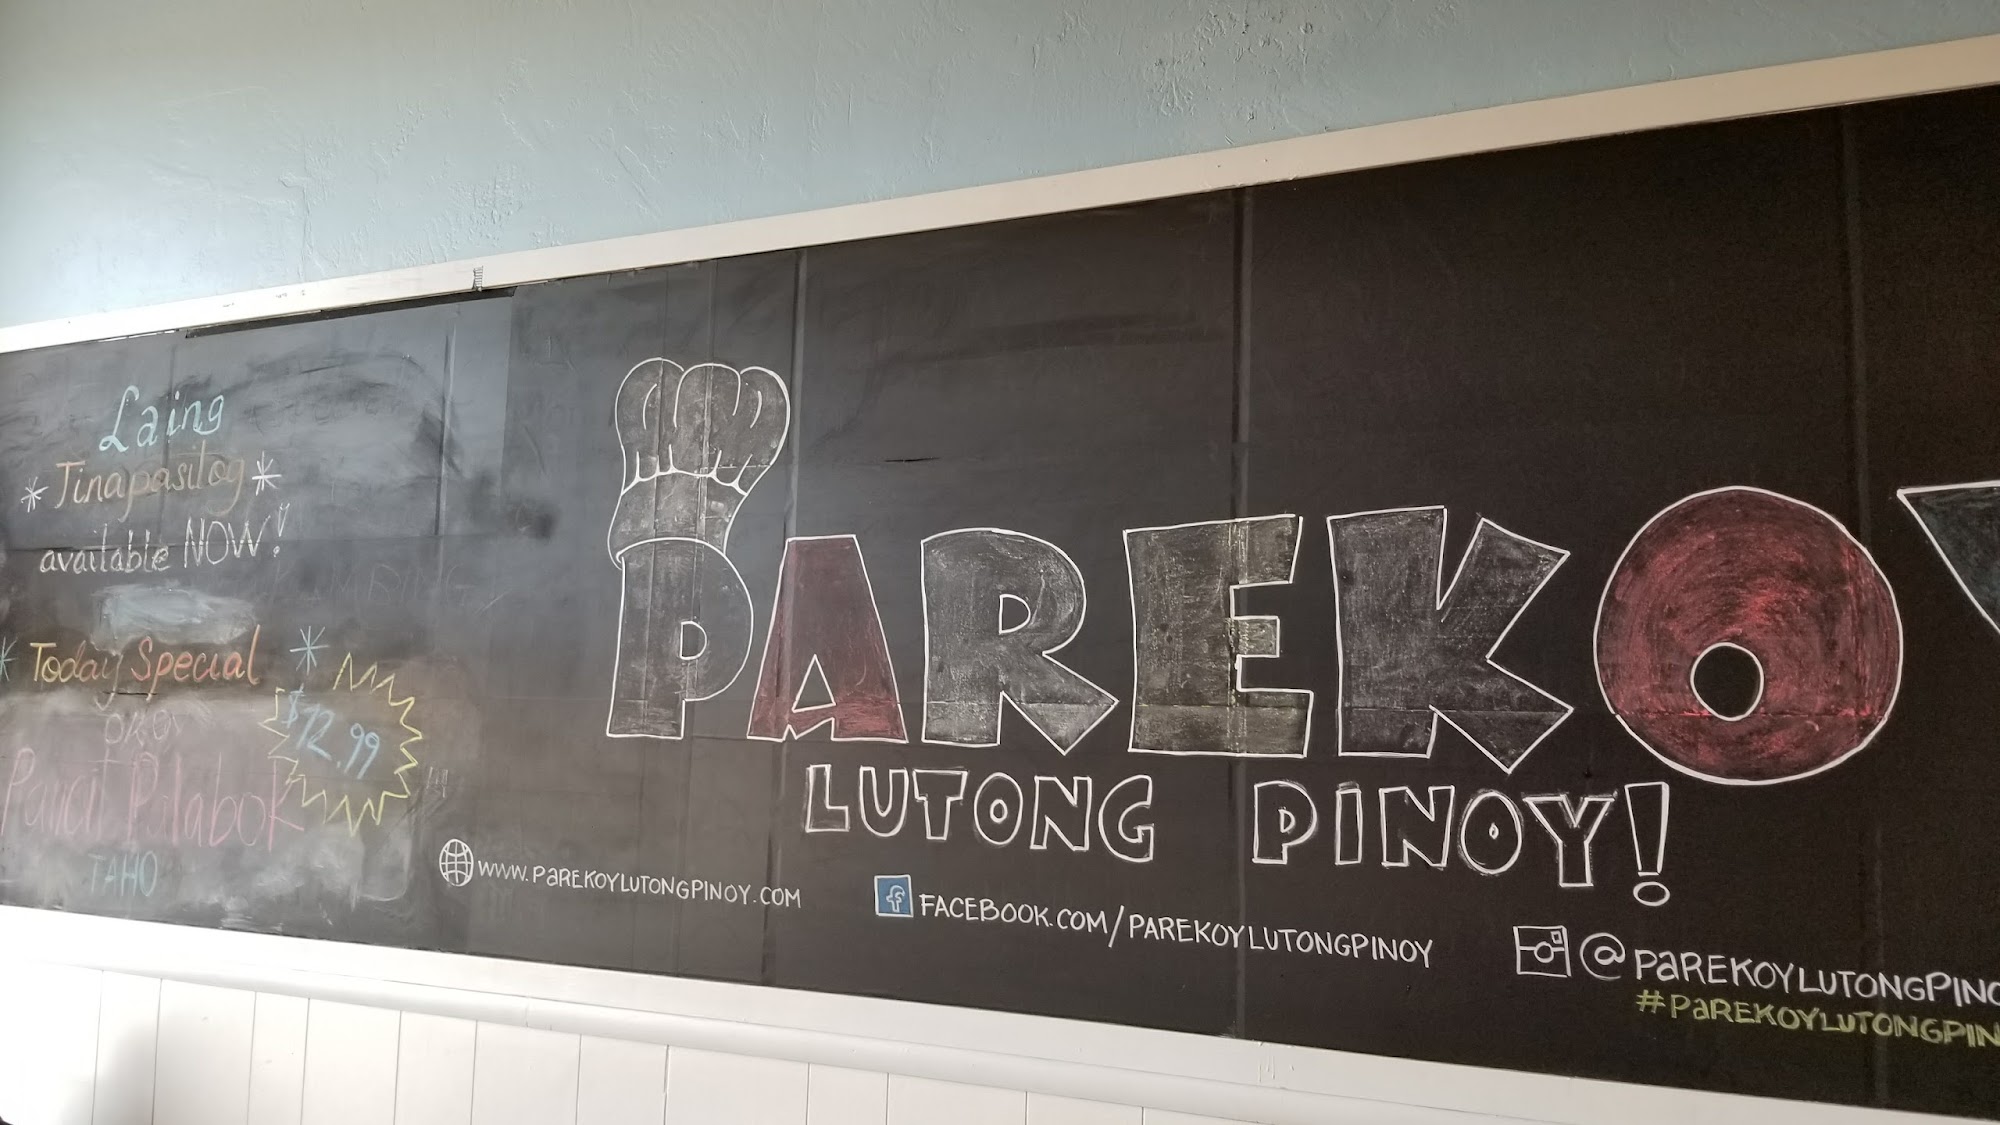 Laing
* Tinapasilog *
available NOW!
* Today Special *
$12.99
Pancit Palabok
TAHO
PAREKOY
LUTONG PINOY!
WWW.PAREKOYLUTONGPINOY.COM
FACEBOOK.COM/PAREKOYLUTONGPINOY
@PAREKOYLUTONGPINO
#PAREKOYLUTONGPIN